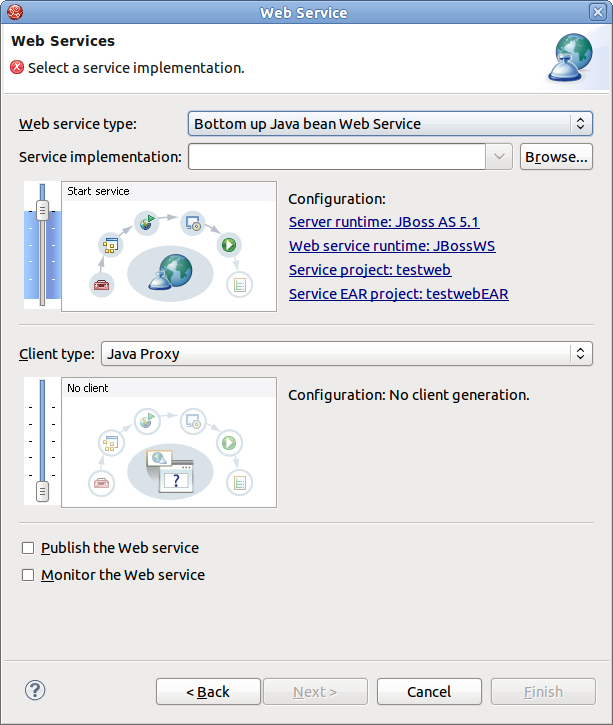 Web Service
Web Services
Select a service implementation.
Web service type: Bottom up Java bean Web Service
Service implementation: Browse...
Start service
Configuration:
Server runtime: JBoss AS 5.1
Web service runtime: JBossWS
Service project: testweb
Service EAR project: testwebEAR
Client type: Java Proxy
No client
Configuration: No client generation.
?
Publish the Web service
Monitor the Web service
? < Back Next > Cancel Finish